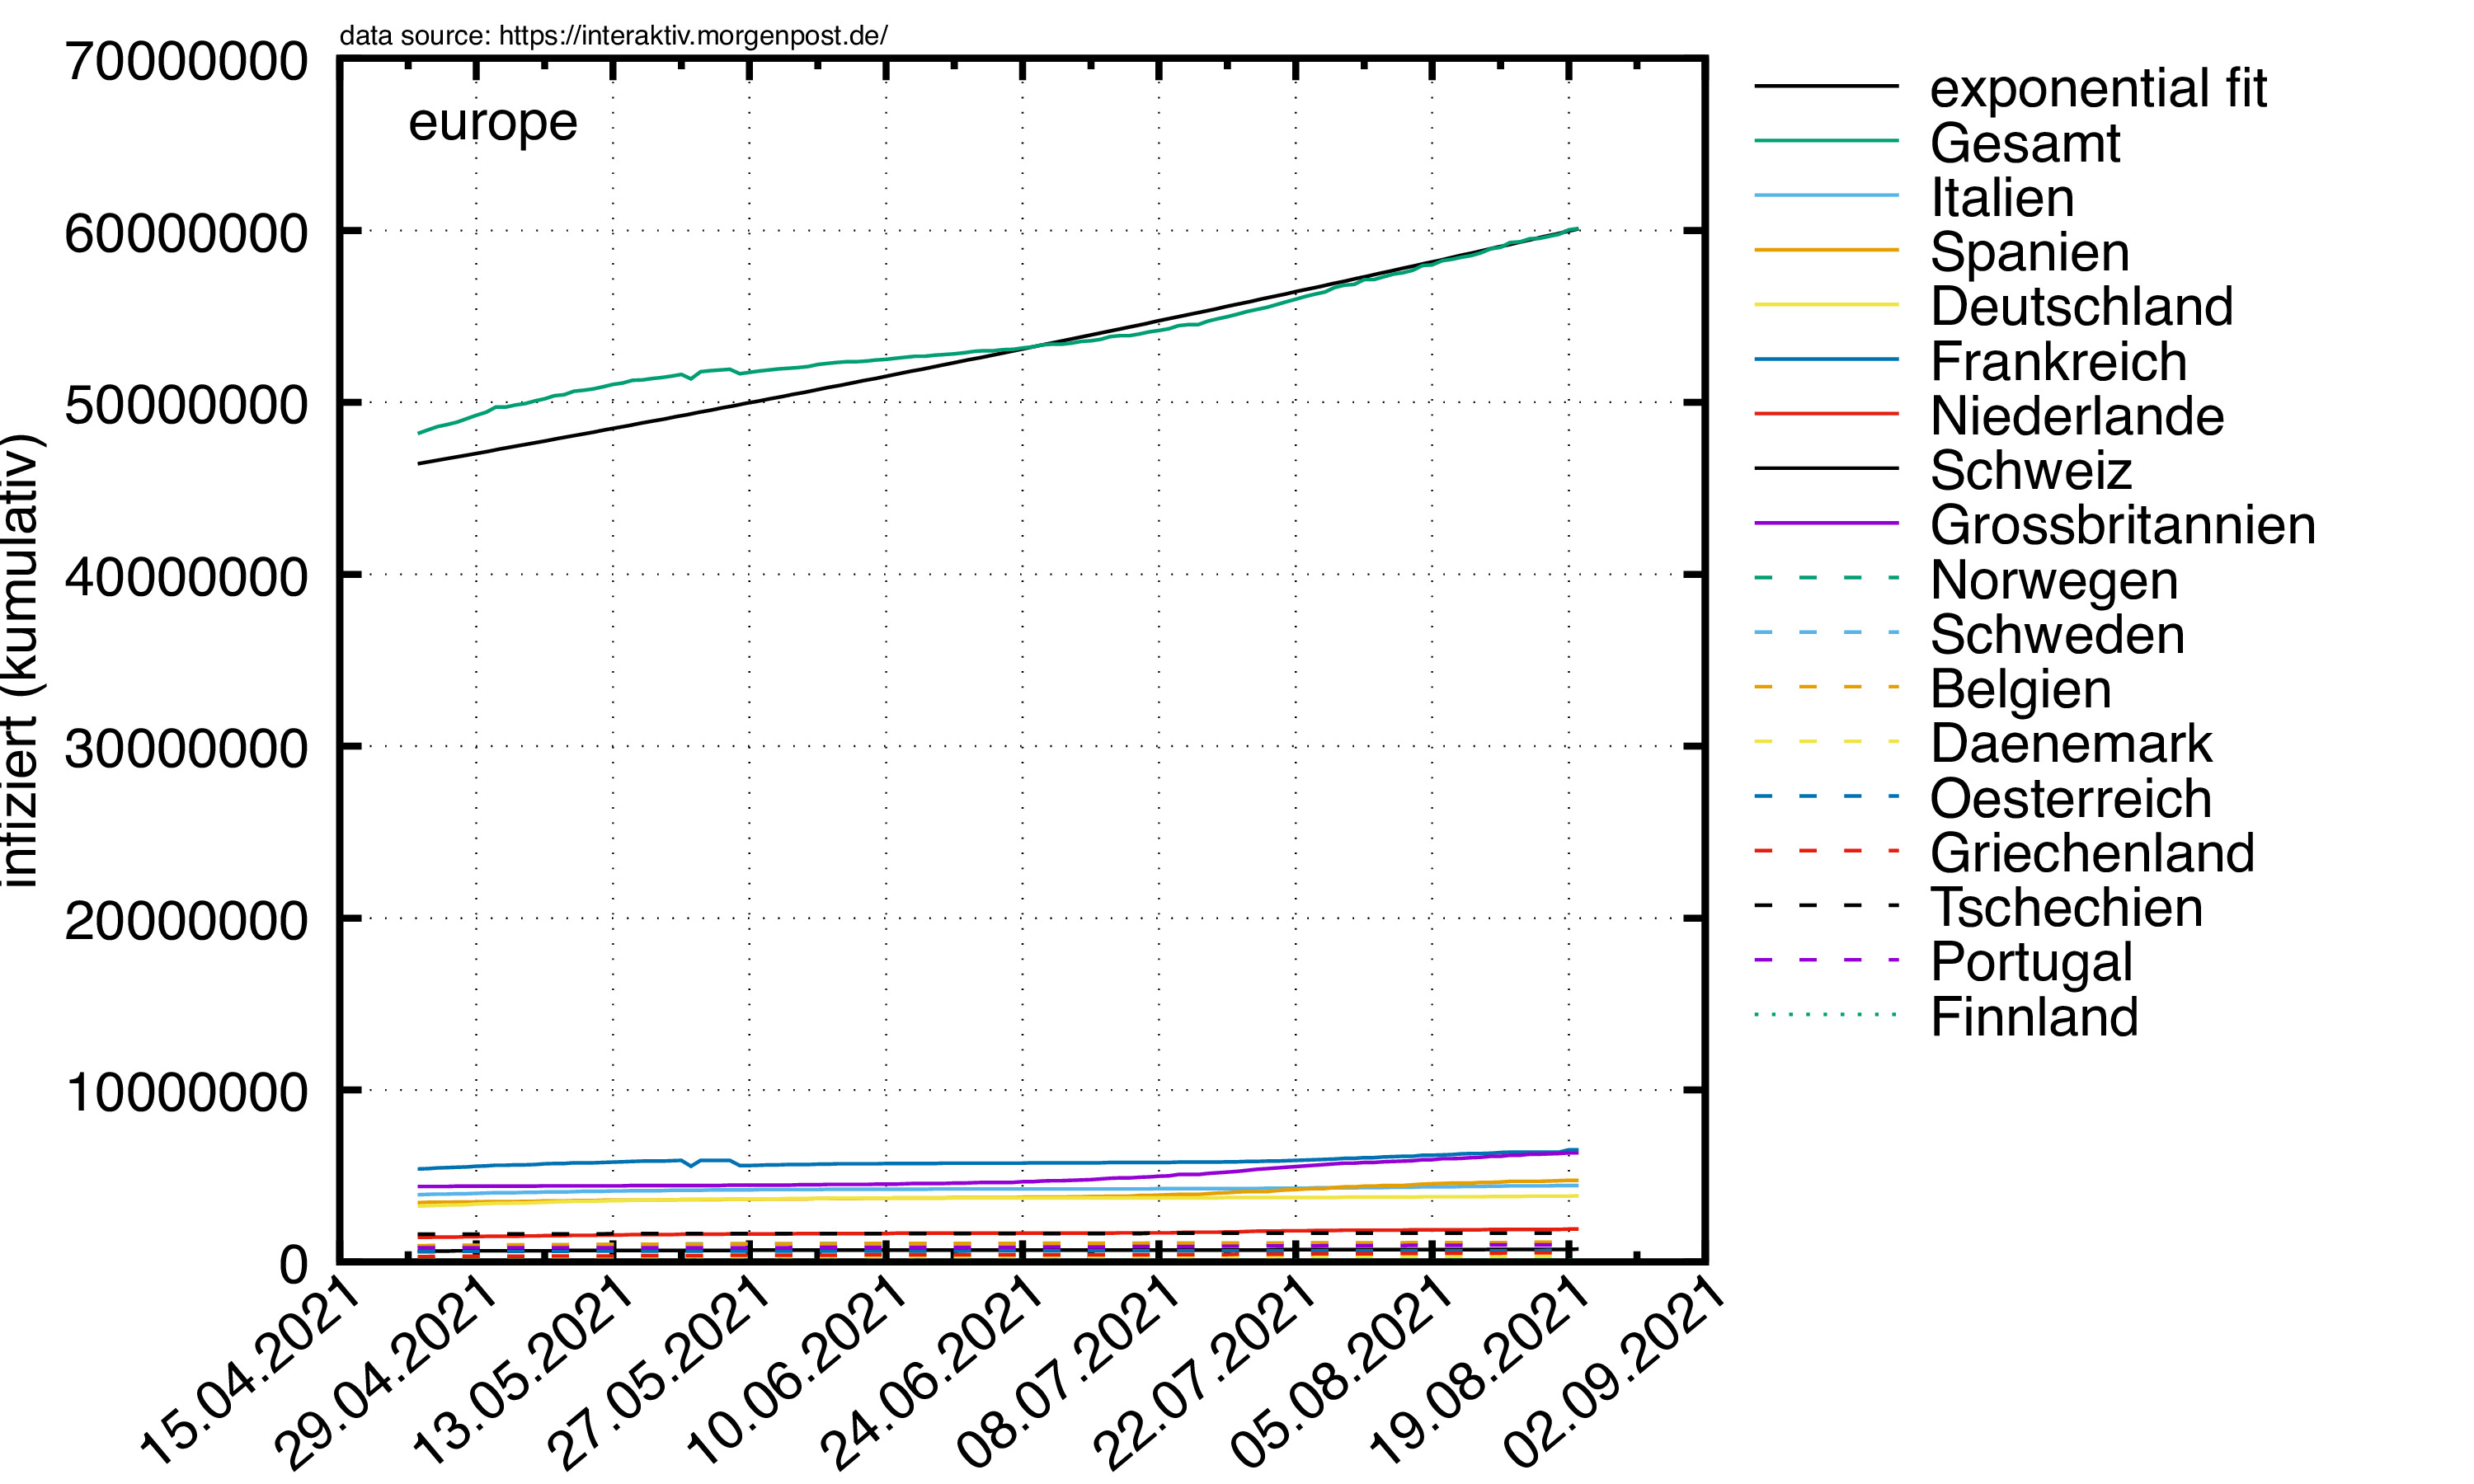 data source: https://interaktiv.morgenpost.de/
europe
infiziert (kumulativ)
70000000
60000000
50000000
40000000
30000000
20000000
10000000
0
15.04.2021
29.04.2021
13.05.2021
27.05.2021
10.06.2021
24.06.2021
08.07.2021
22.07.2021
05.08.2021
19.08.2021
02.09.2021
exponential fit
Gesamt
Italien
Spanien
Deutschland
Frankreich
Niederlande
Schweiz
Grossbritannien
Norwegen
Schweden
Belgien
Daenemark
Oesterreich
Griechenland
Tschechien
Portugal
Finnland